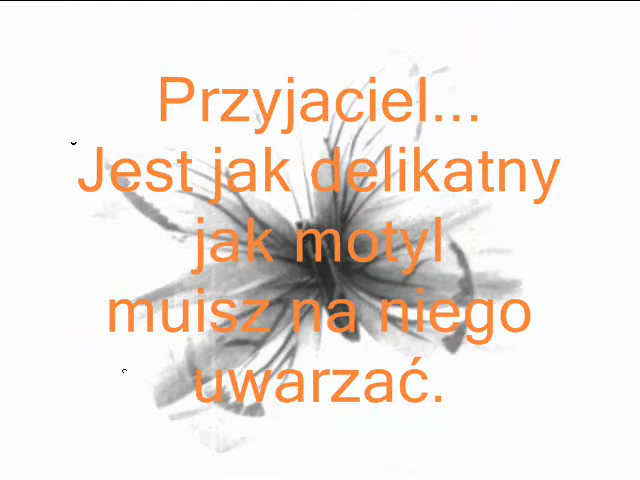 Przyjaciel...
Jest jak delikatny
jak motyl
muisz na niego
uwarzać.